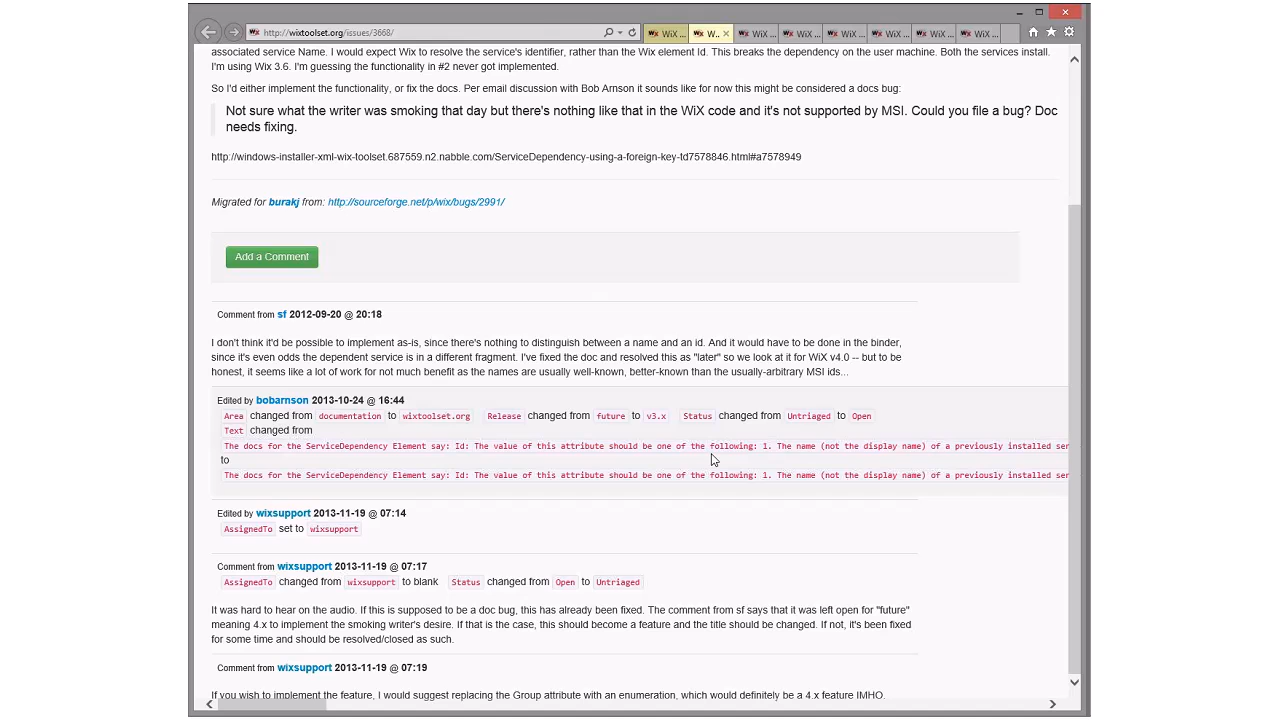 http://wixtoolset.org/issues/3668/
WiX ...
W...
WiX ...
WiX ...
WiX ...
WiX ...
WiX ...
WiX ...
associated service Name. I would expect Wix to resolve the service's identifier, rather than the Wix element Id. This breaks the dependency on the user machine. Both the services install.
I'm using Wix 3.6. I'm guessing the functionality in #2 never got implemented.
So I'd either implement the functionality, or fix the docs. Per email discussion with Bob Arnson it sounds like for now this might be considered a docs bug:
Not sure what the writer was smoking that day but there's nothing like that in the WiX code and it's not supported by MSI. Could you file a bug? Doc
needs fixing.
http://windows-installer-xml-wix-toolset.687559.n2.nabble.com/ServiceDependency-using-a-foreign-key-td7578846.html#a7578949
Migrated for burakj from: http://sourceforge.net/p/wix/bugs/2991/
Add a Comment
Comment from sf 2012-09-20 @ 20:18
I don't think it'd be possible to implement as-is, since there's nothing to distinguish between a name and an id. And it would have to be done in the binder,
since it's even odds the dependent service is in a different fragment. I've fixed the doc and resolved this as "later" so we look at it for WiX v4.0 -- but to be
honest, it seems like a lot of work for not much benefit as the names are usually well-known, better-known than the usually-arbitrary MSI ids...
Edited by bobarnson 2013-10-24 @ 16:44
Area changed from documentation to wixtoolset.org Release changed from future to v3.x Status changed from Untriaged to Open
Text changed from
The docs for the ServiceDependency Element say: Id: The value of this attribute should be one of the following: 1. The name (not the display name) of a previously installed ser
to
The docs for the ServiceDependency Element say: Id: The value of this attribute should be one of the following: 1. The name (not the display name) of a previously installed ser
Edited by wixsupport 2013-11-19 @ 07:14
AssignedTo set to wixsupport
Comment from wixsupport 2013-11-19 @ 07:17
AssignedTo changed from wixsupport to blank Status changed from Open to Untriaged
It was hard to hear on the audio. If this is supposed to be a doc bug, this has already been fixed. The comment from sf says that it was left open for "future"
meaning 4.x to implement the smoking writer's desire. If that is the case, this should become a feature and the title should be changed. If not, it's been fixed
for some time and should be resolved/closed as such.
Comment from wixsupport 2013-11-19 @ 07:19
If you wish to implement the feature, I would suggest replacing the Group attribute with an enumeration, which would definitely be a 4.x feature IMHO.